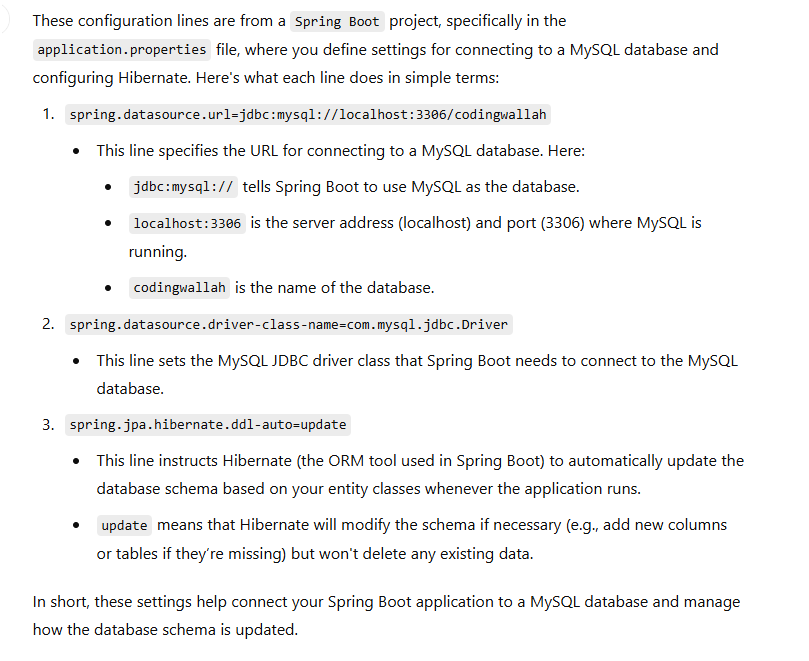 These configuration lines are from a Spring Boot project, specifically in the
application.properties file, where you define settings for connecting to a MySQL database and
configuring Hibernate. Here's what each line does in simple terms:
1. spring.datasource.url=jdbc:mysql://localhost:3306/codingwallah
• This line specifies the URL for connecting to a MySQL database. Here:
• jdbc:mysql:// tells Spring Boot to use MySQL as the database.
• localhost:3306 is the server address (localhost) and port (3306) where MySQL is
running.
• codingwallah is the name of the database.
2. spring.datasource.driver-class-name=com.mysql.jdbc.Driver
• This line sets the MySQL JDBC driver class that Spring Boot needs to connect to the MySQL
database.
3. spring.jpa.hibernate.ddl-auto=update
• This line instructs Hibernate (the ORM tool used in Spring Boot) to automatically update the
database schema based on your entity classes whenever the application runs.
• update means that Hibernate will modify the schema if necessary (e.g., add new columns
or tables if they're missing) but won't delete any existing data.
In short, these settings help connect your Spring Boot application to a MySQL database and manage
how the database schema is updated.